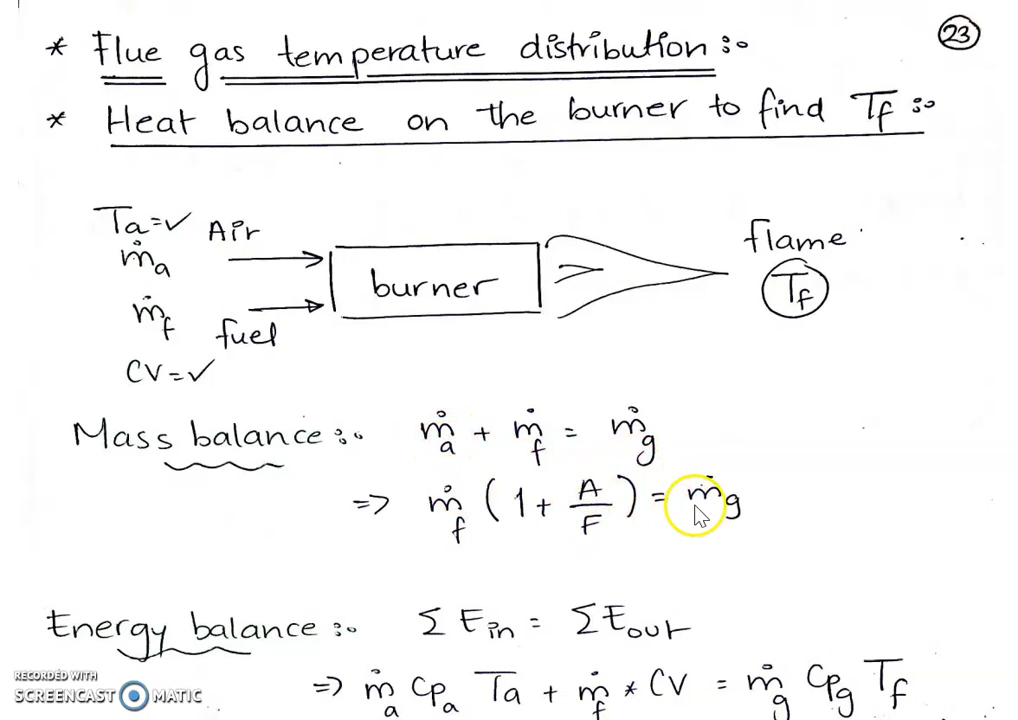 * Flue gas temperature distribution :- 23
* Heat balance on the burner to find Tf :-
Ta=✓ Air
ṁa
flame
burner
Tf
ṁf fuel
CV=✓
Mass balance :- ṁa + ṁf = ṁg
=> ṁf (1 + A/F) = ṁg
Energy balance :- Σ Ein = Σ Eout
=> ṁa Cpa Ta + ṁf * CV = ṁg Cpg Tf
RECORDED WITH
SCREENCAST MATIC